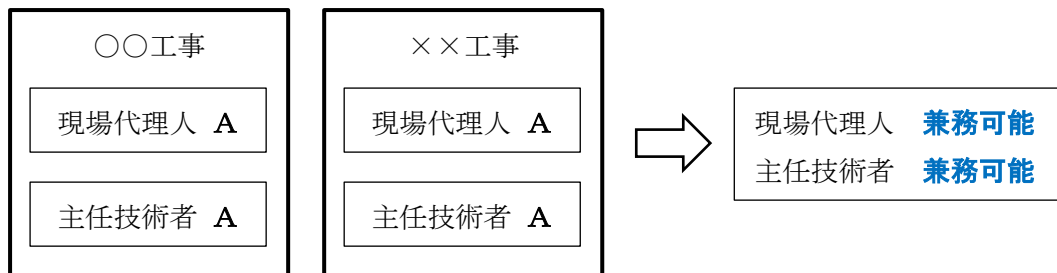 ○○工事
現場代理人 A
主任技術者 A
××工事
現場代理人 A
主任技術者 A
現場代理人 兼務可能
主任技術者 兼務可能